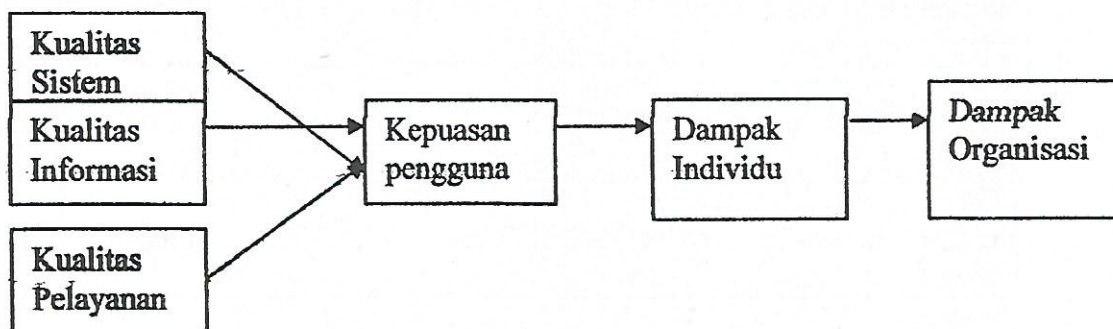 Kualitas
Sistem
Kualitas
Informasi
Kualitas
Pelayanan
Kepuasan
pengguna
Dampak
Individu
Dampak
Organisasi